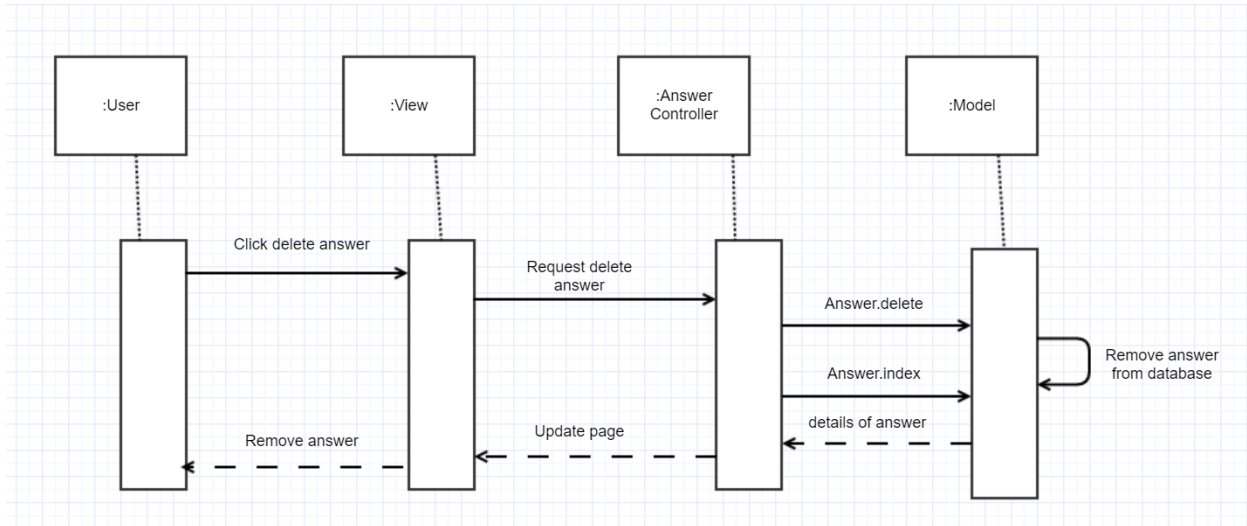 :User
:View
:Answer
Controller
:Model
Click delete answer
Request delete
answer
Answer.delete
Remove answer
from database
Answer.index
details of answer
Update page
Remove answer